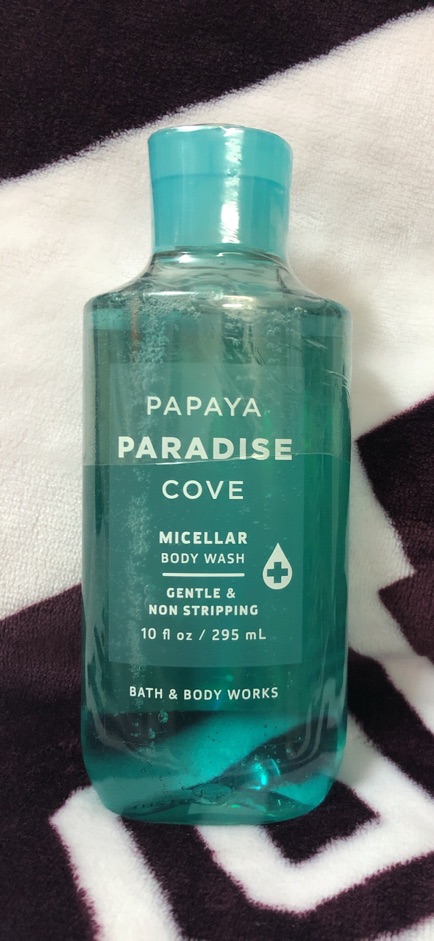 PAPAYA
PARADISE
COVE
MICELLAR
BODY WASH
GENTLE &
NON STRIPPING
10 fl oz / 295 mL
BATH & BODY WORKS